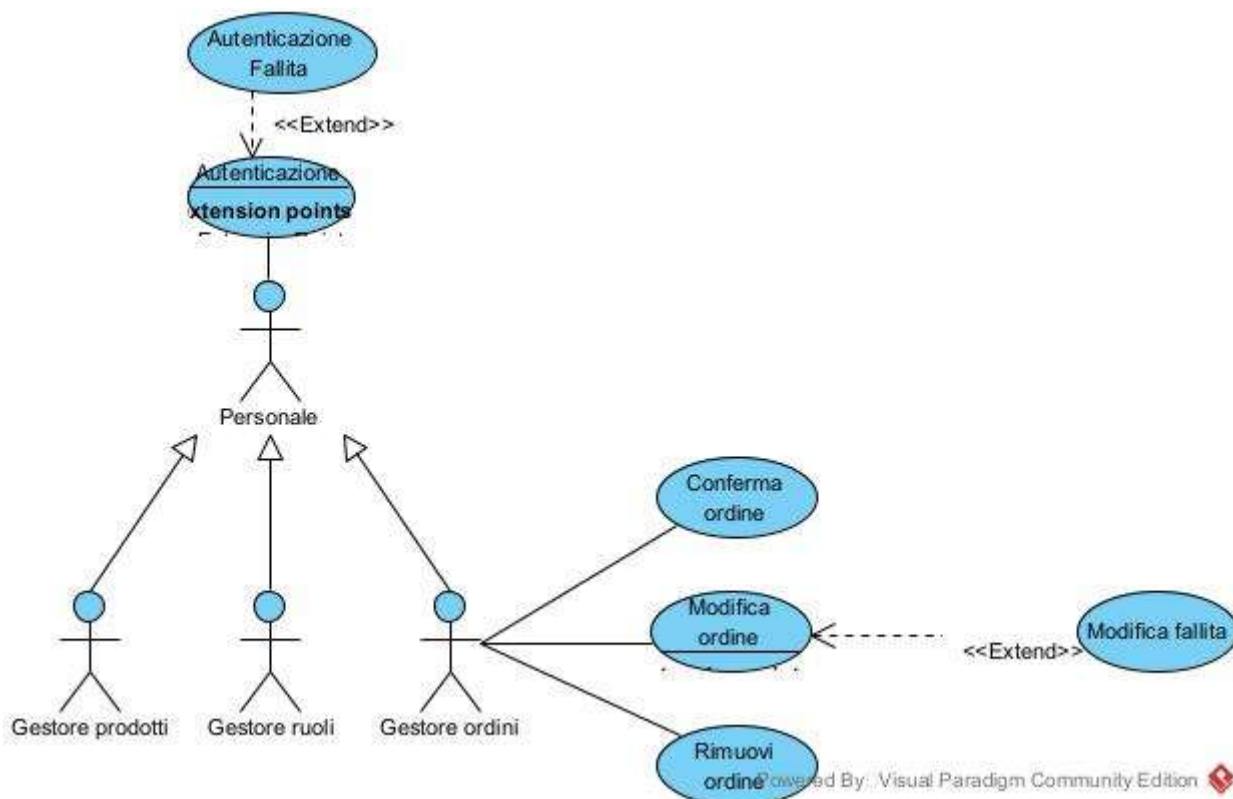 Autenticazione
Fallita
<<Extend>>
Autenticazione
xtension points
Personale
Conferma
ordine
Modifica
ordine
<<Extend>>
Modifica fallita
Gestore prodotti
Gestore ruoli
Gestore ordini
Rimuovi
ordine
Powered By: Visual Paradigm Community Edition